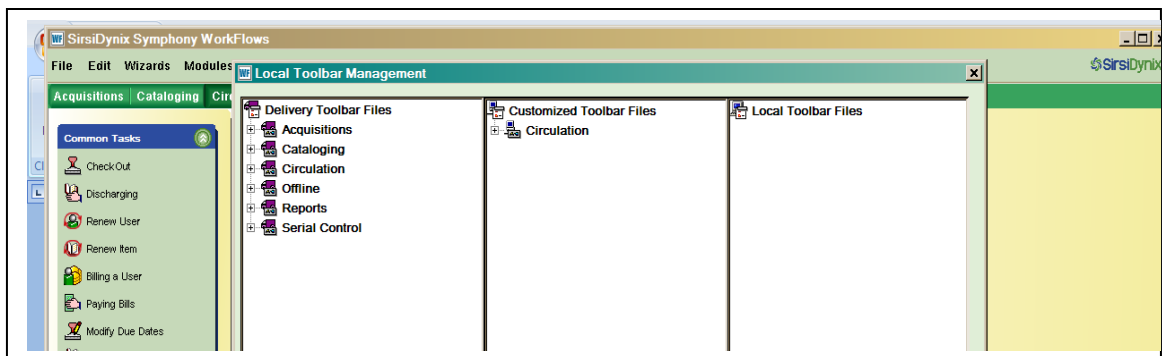 SirsiDynix Symphony WorkFlows
File Edit Wizards Modules
SirsiDynix
Local Toolbar Management
Acquisitions Cataloging
Delivery Toolbar Files
Acquisitions
Cataloging
Circulation
Offline
Reports
Serial Control
Customized Toolbar Files
Circulation
Local Toolbar Files
Common Tasks
CheckOut
Discharging
Renew User
Renew Item
Billing a User
Paying Bills
Modify Due Dates